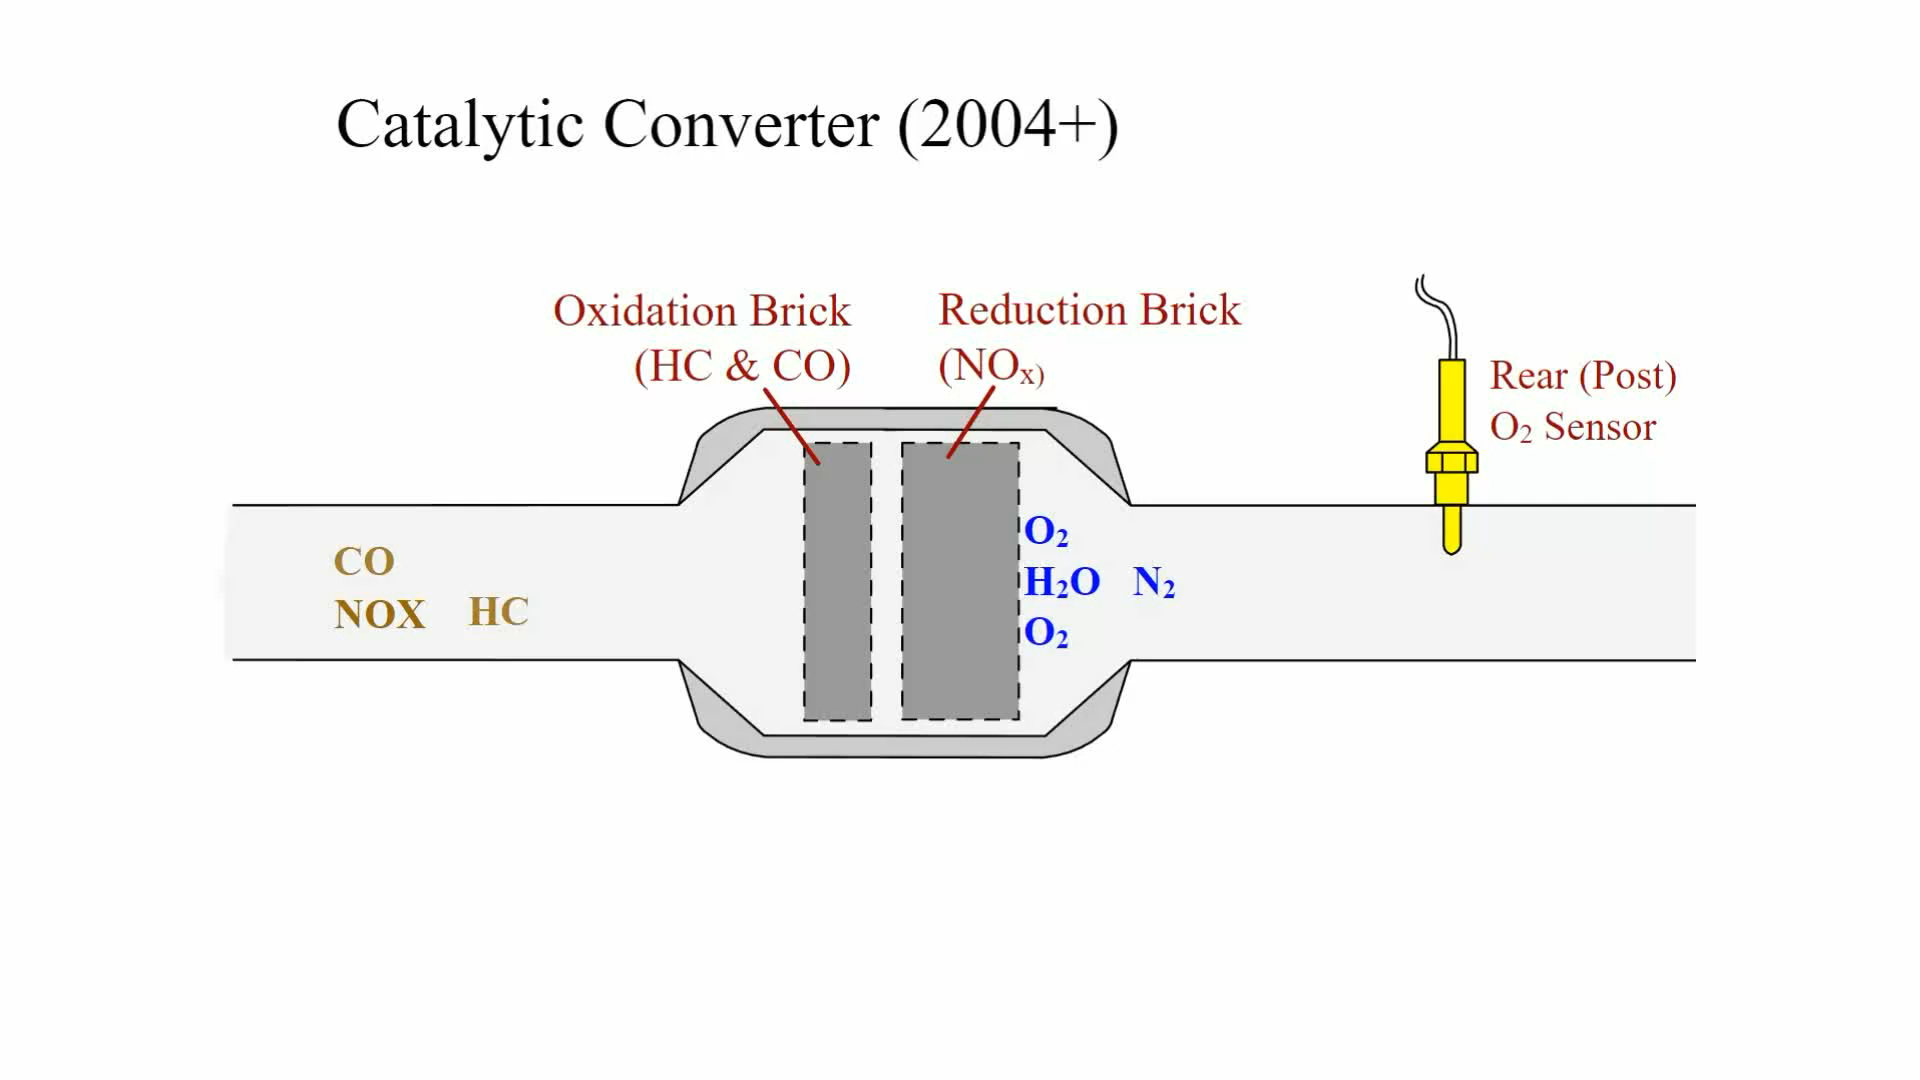 Catalytic Converter (2004+)
Oxidation Brick
(HC & CO)
Reduction Brick
(NOₓ)
Rear (Post)
O₂ Sensor
CO
NOX HC
O₂
H₂O N₂
O₂